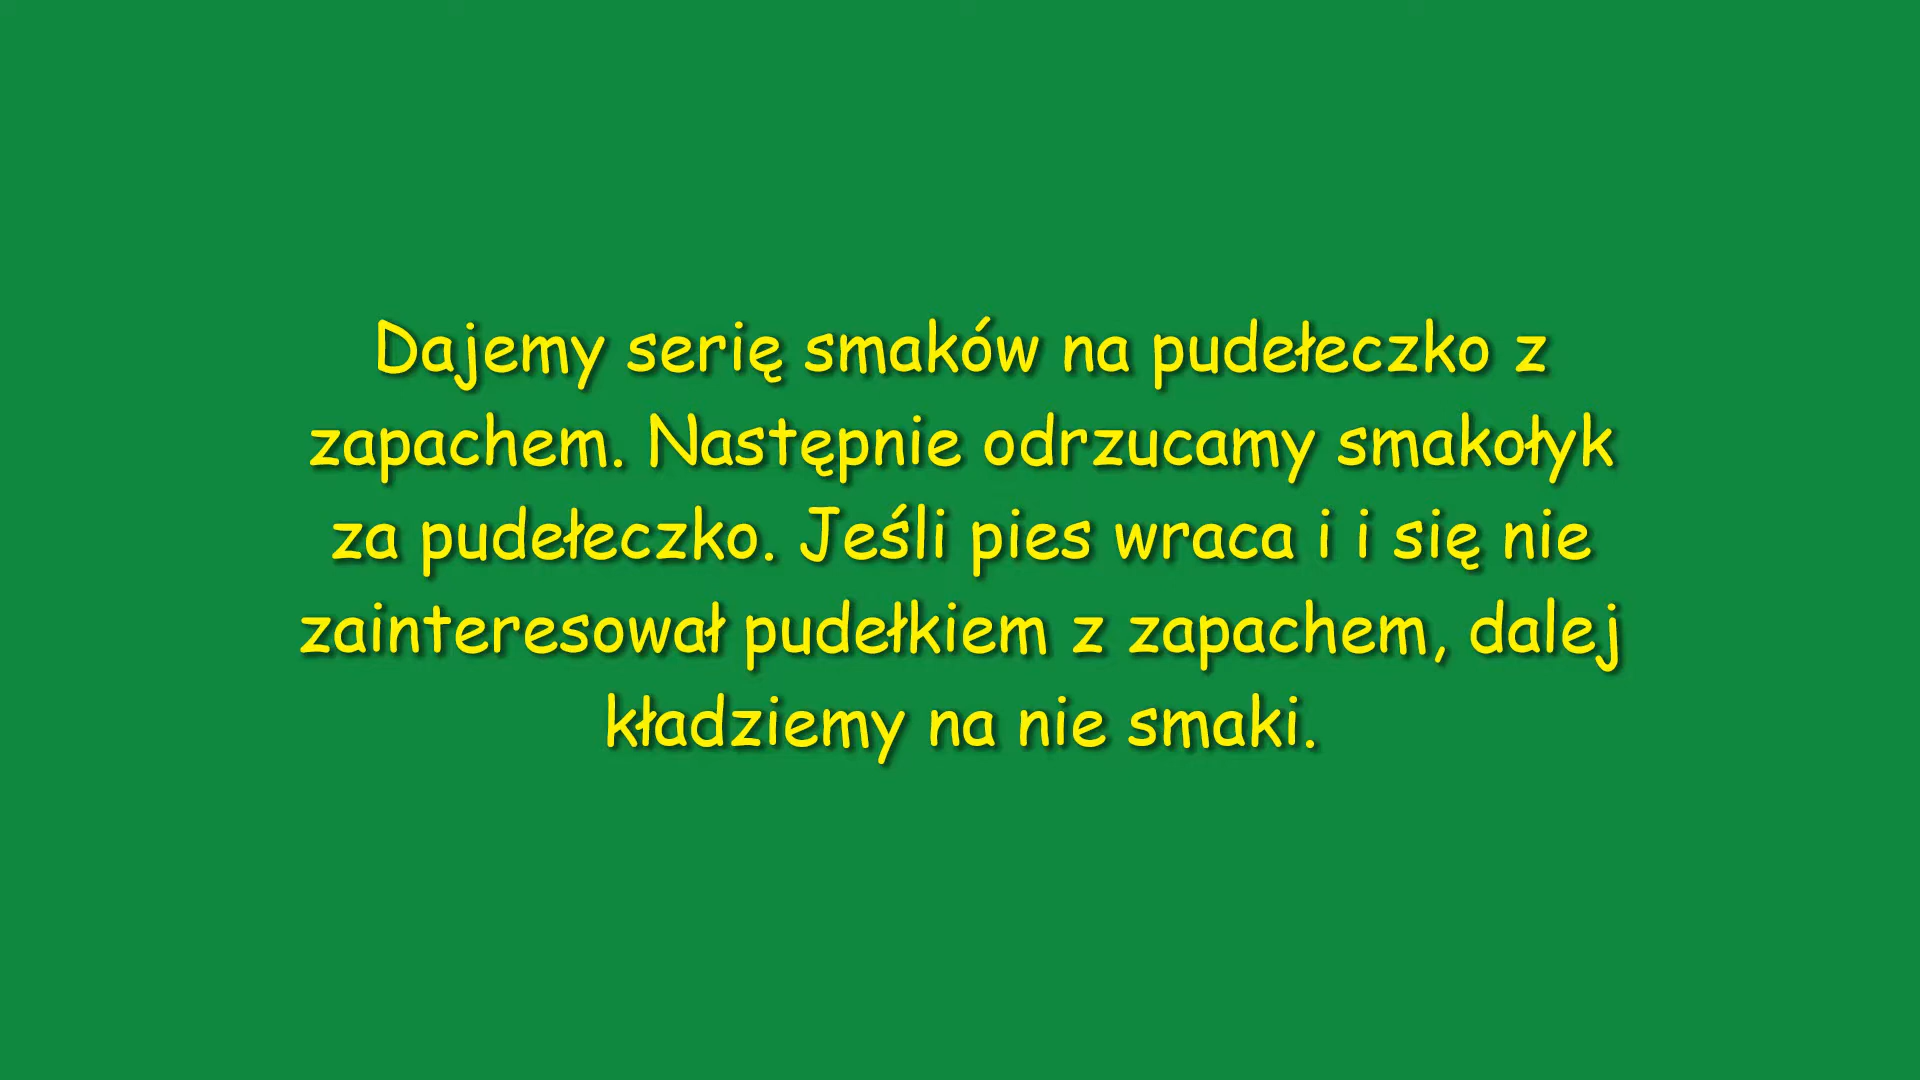 Dajemy serię smaków na pudełeczko z
zapachem. Następnie odrzucamy smakołyk
za pudełeczko. Jeśli pies wraca i i się nie
zainteresował pudełkiem z zapachem, dalej
kładziemy na nie smaki.